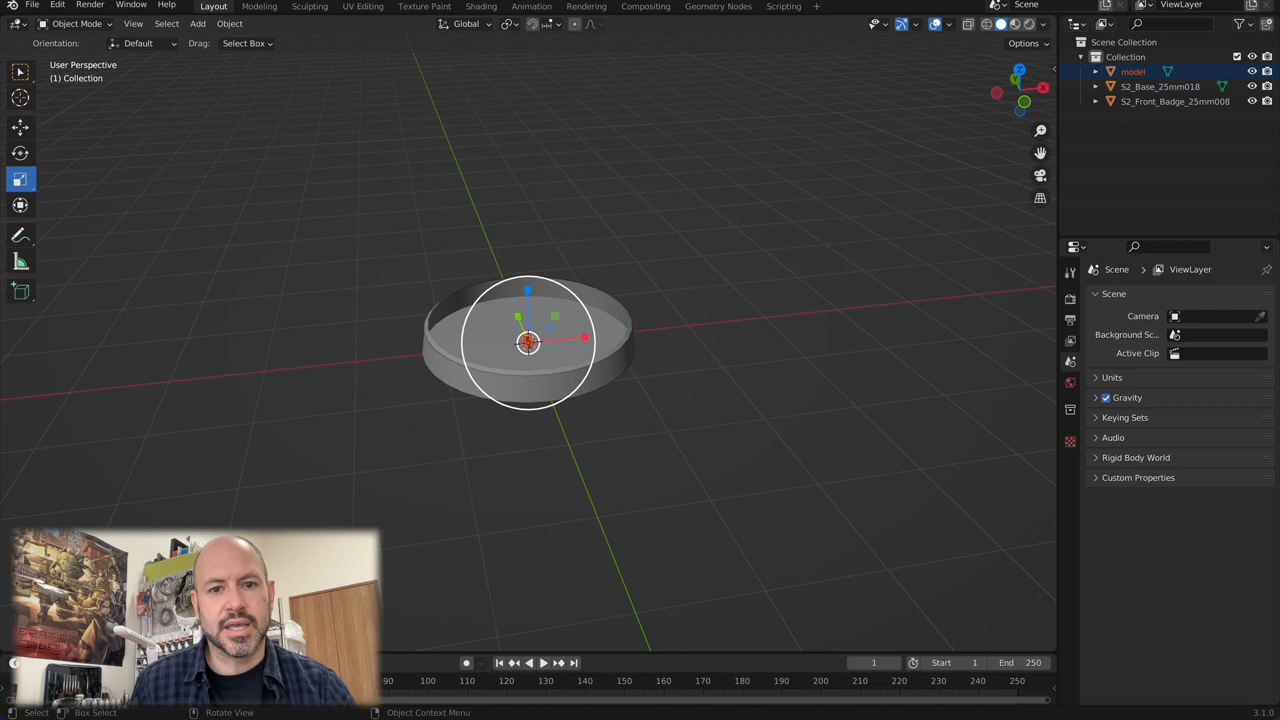 File Edit Render Window Help Layout Modeling Sculpting UV Editing Texture Paint Shading Animation Rendering Compositing Geometry Nodes Scripting + Scene ViewLayer
Object Mode View Select Add Object Global
Orientation: Default Drag: Select Box Options
User Perspective
(1) Collection
Scene Collection
Collection
model
S2_Base_25mm018
S2_Front_Badge_25mm008
Z
Y
X
Scene ViewLayer
Scene
Camera
Background Sc...
Active Clip
Units
Gravity
Keying Sets
Audio
Rigid Body World
Custom Properties
1 Start 1 End 250
90 100 110 120 130 140 150 160 170 180 190 200 210 220 230 240 250
Select Box Select Rotate View Object Context Menu 3.1.0